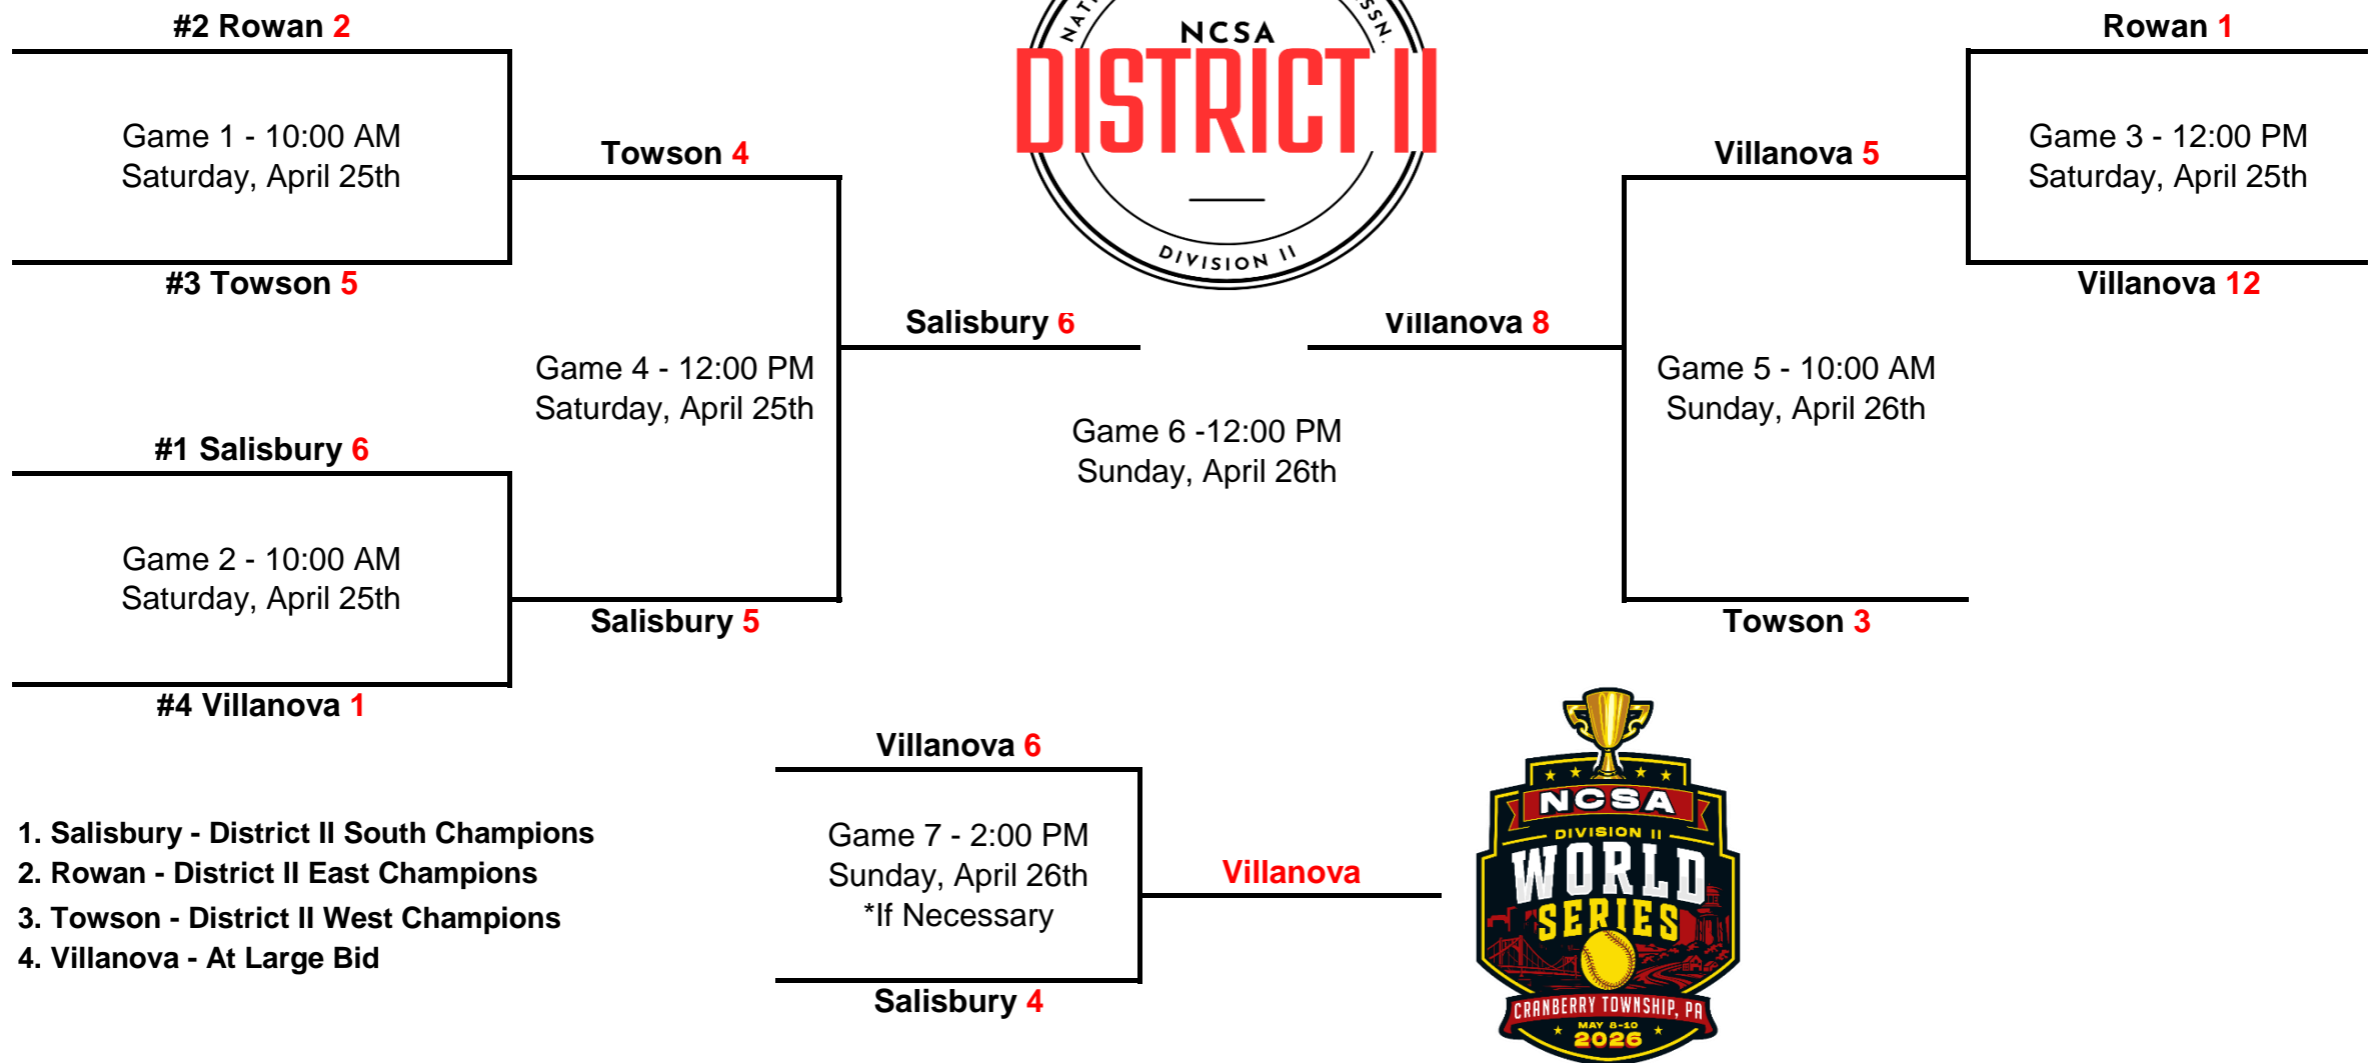 #2 Rowan 2
Game 1 - 10:00 AM
Saturday, April 25th
#3 Towson 5
Towson 4
#1 Salisbury 6
Game 2 - 10:00 AM
Saturday, April 25th
#4 Villanova 1
Salisbury 5
Game 4 - 12:00 PM
Saturday, April 25th
Salisbury 6
NCSA
DISTRICT II
DIVISION II
Villanova 8
Game 6 -12:00 PM
Sunday, April 26th
Rowan 1
Game 3 - 12:00 PM
Saturday, April 25th
Villanova 12
Villanova 5
Game 5 - 10:00 AM
Sunday, April 26th
Towson 3
1. Salisbury - District II South Champions
2. Rowan - District II East Champions
3. Towson - District II West Champions
4. Villanova - At Large Bid
Villanova 6
Game 7 - 2:00 PM
Sunday, April 26th
*If Necessary
Salisbury 4
Villanova
NCSA
DIVISION II
WORLD
SERIES
CRANBERRY TOWNSHIP, PA
MAY 8-10
2026